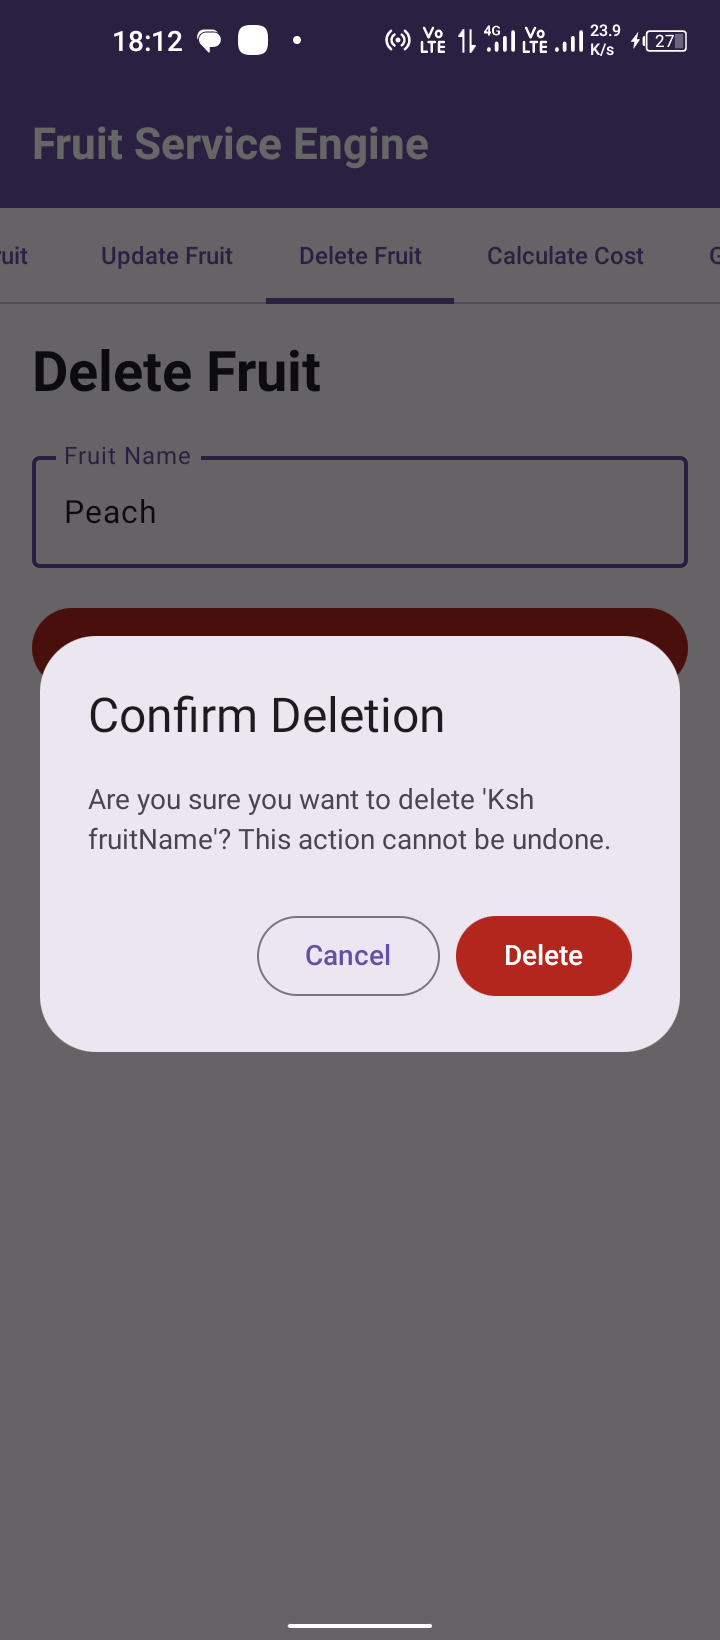 18:12
Vo LTE 4G Vo LTE 23.9 K/s 27
Fruit Service Engine
uit Update Fruit Delete Fruit Calculate Cost G
Delete Fruit
Fruit Name
Peach
Confirm Deletion
Are you sure you want to delete 'Ksh
fruitName'? This action cannot be undone.
Cancel Delete